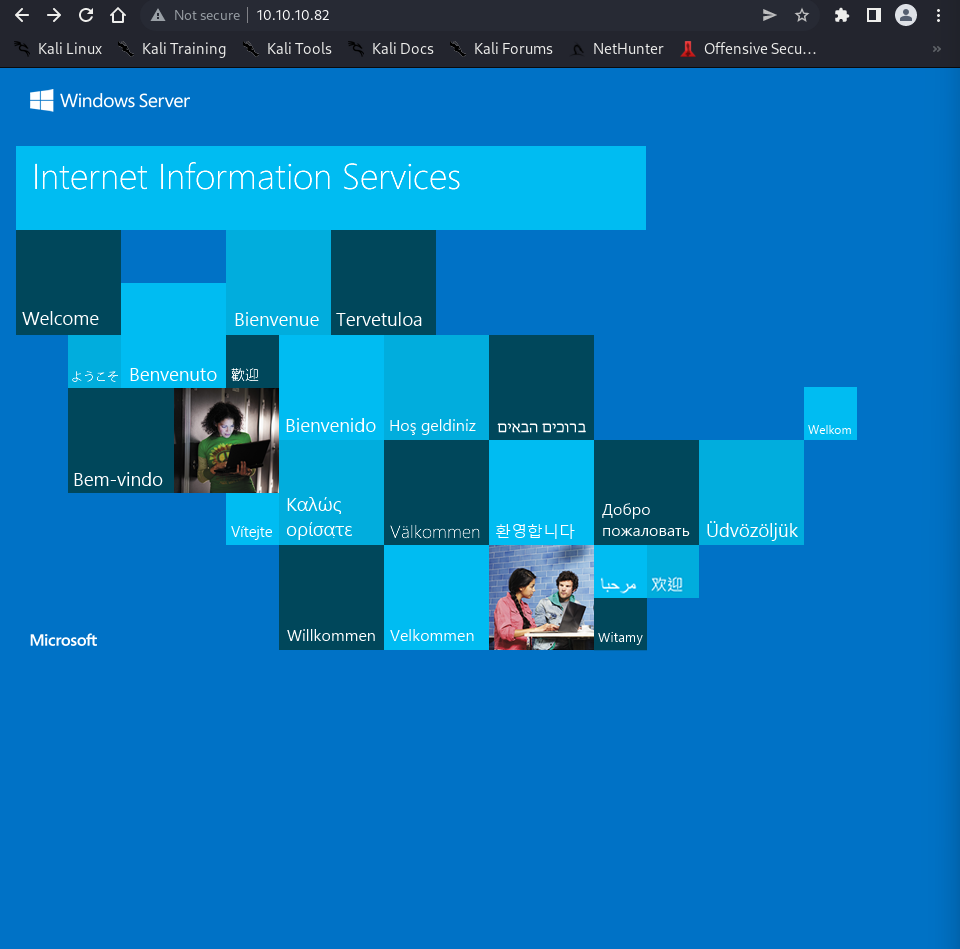 Not secure
10.10.10.82
Kali Linux
Kali Training
Kali Tools
Kali Docs
Kali Forums
NetHunter
Offensive Secu…
»
Windows Server
Internet Information Services
Welcome
Bienvenue
Tervetuloa
ようこそ
Benvenuto
歡迎
Bienvenido
Hoş geldiniz
ברוכים הבאים
Welkom
Bem-vindo
Vítejte
Καλώς
ορίσατε
Välkommen
환영합니다
Добро
пожаловать
Üdvözöljük
Willkommen
Velkommen
مرحبا
欢迎
Witamy
Microsoft